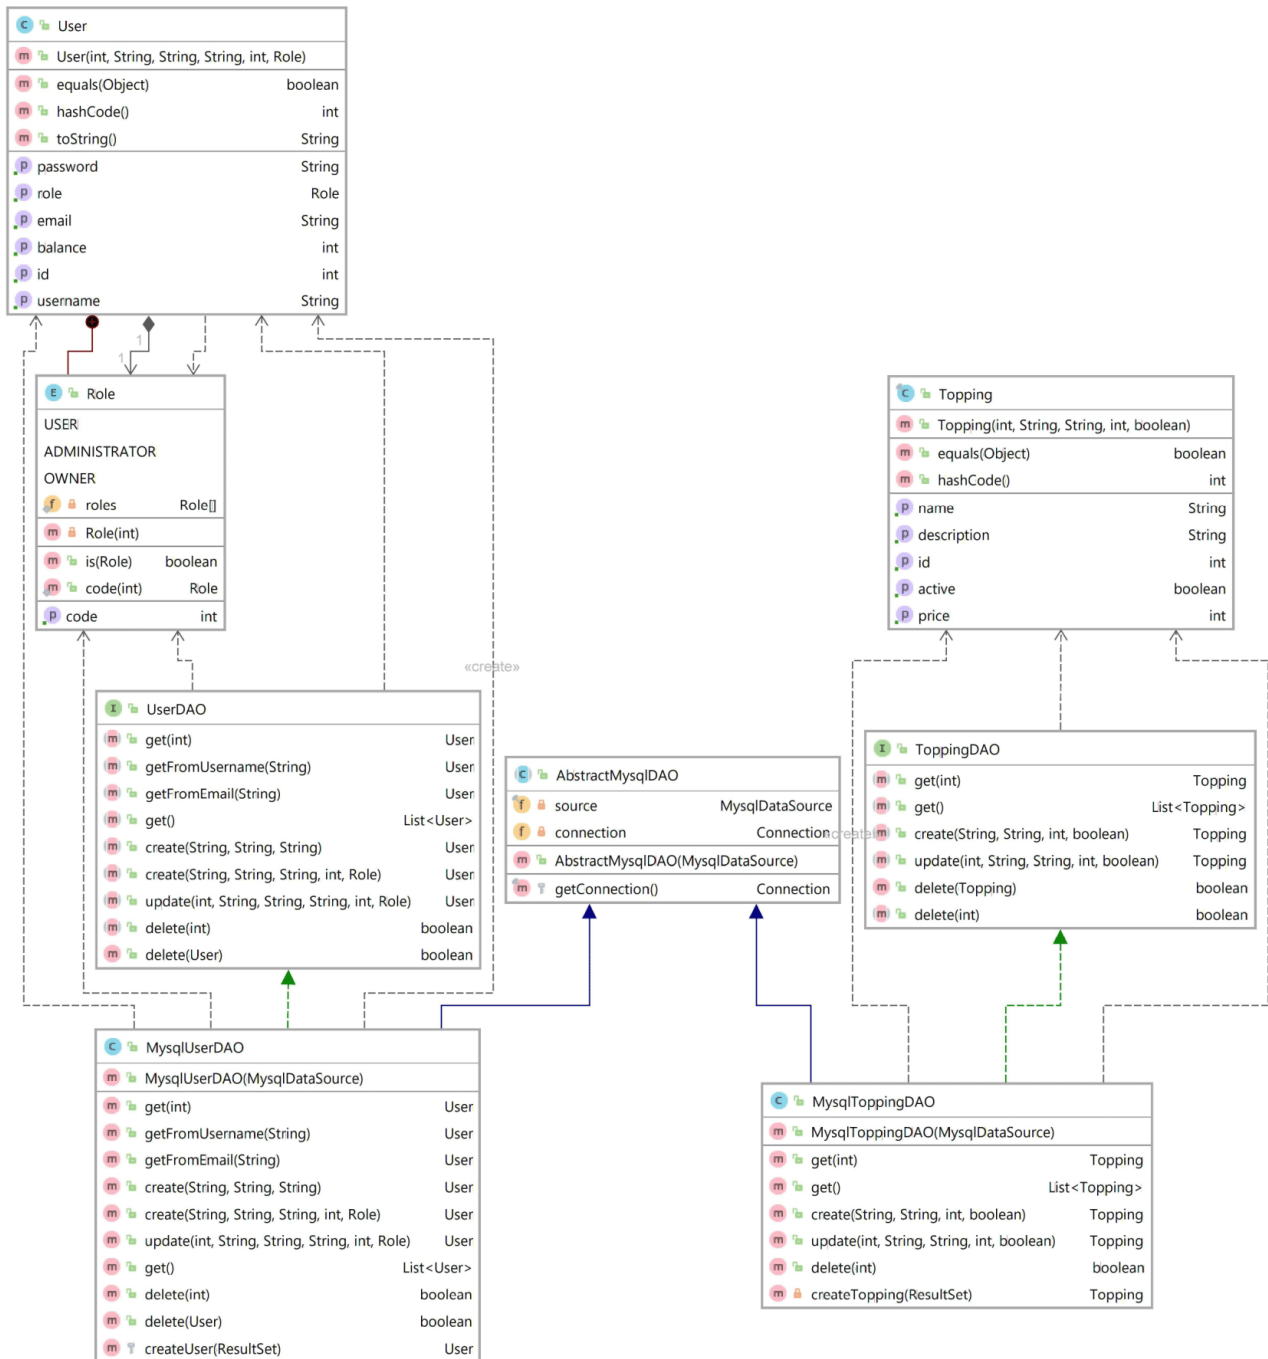 User
User(int, String, String, String, int, Role)
equals(Object) boolean
hashCode() int
toString() String
password String
role Role
email String
balance int
id int
username String
1
1
Role
USER
ADMINISTRATOR
OWNER
roles Role[]
Role(int)
is(Role) boolean
code(int) Role
code int
Topping
Topping(int, String, String, int, boolean)
equals(Object) boolean
hashCode() int
name String
description String
id int
active boolean
price int
«create»
UserDAO
get(int) User
getFromUsername(String) User
getFromEmail(String) User
get() List<User>
create(String, String, String) User
create(String, String, String, int, Role) User
update(int, String, String, String, int, Role) User
delete(int) boolean
delete(User) boolean
AbstractMysqlDAO
source MysqlDataSource
connection Connection
AbstractMysqlDAO(MysqlDataSource)
getConnection() Connection
«create»
ToppingDAO
get(int) Topping
get() List<Topping>
create(String, String, int, boolean) Topping
update(int, String, String, int, boolean) Topping
delete(Topping) boolean
delete(int) boolean
MysqlUserDAO
MysqlUserDAO(MysqlDataSource)
get(int) User
getFromUsername(String) User
getFromEmail(String) User
create(String, String, String) User
create(String, String, String, int, Role) User
update(int, String, String, String, int, Role) User
get() List<User>
delete(int) boolean
delete(User) boolean
createUser(ResultSet) User
MysqlToppingDAO
MysqlToppingDAO(MysqlDataSource)
get(int) Topping
get() List<Topping>
create(String, String, int, boolean) Topping
update(int, String, String, int, boolean) Topping
delete(int) boolean
createTopping(ResultSet) Topping